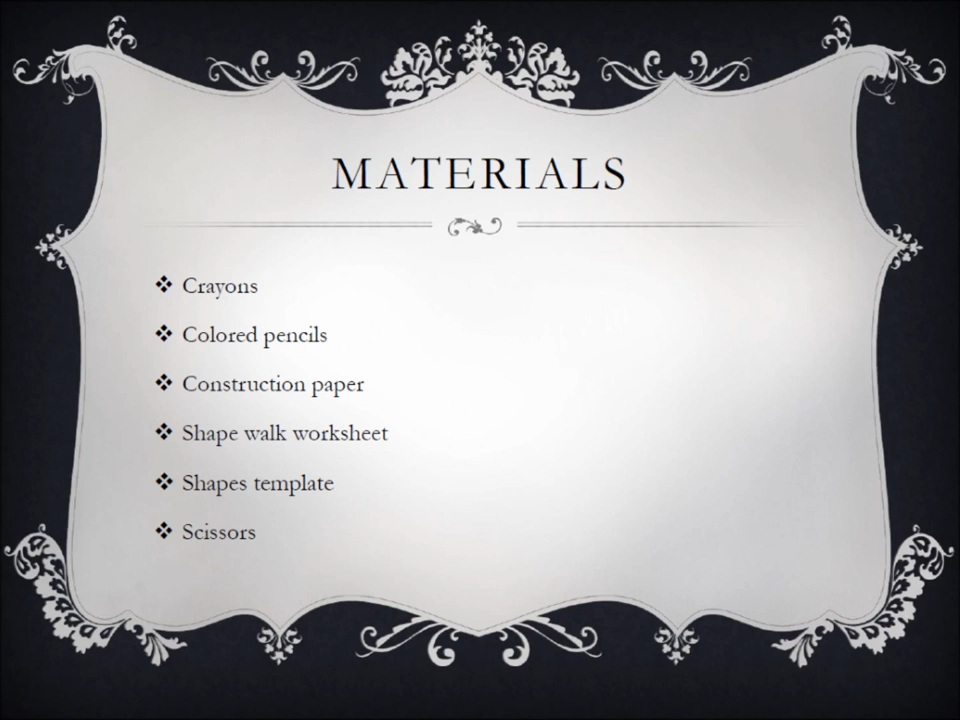 MATERIALS
❖ Crayons
❖ Colored pencils
❖ Construction paper
❖ Shape walk worksheet
❖ Shapes template
❖ Scissors